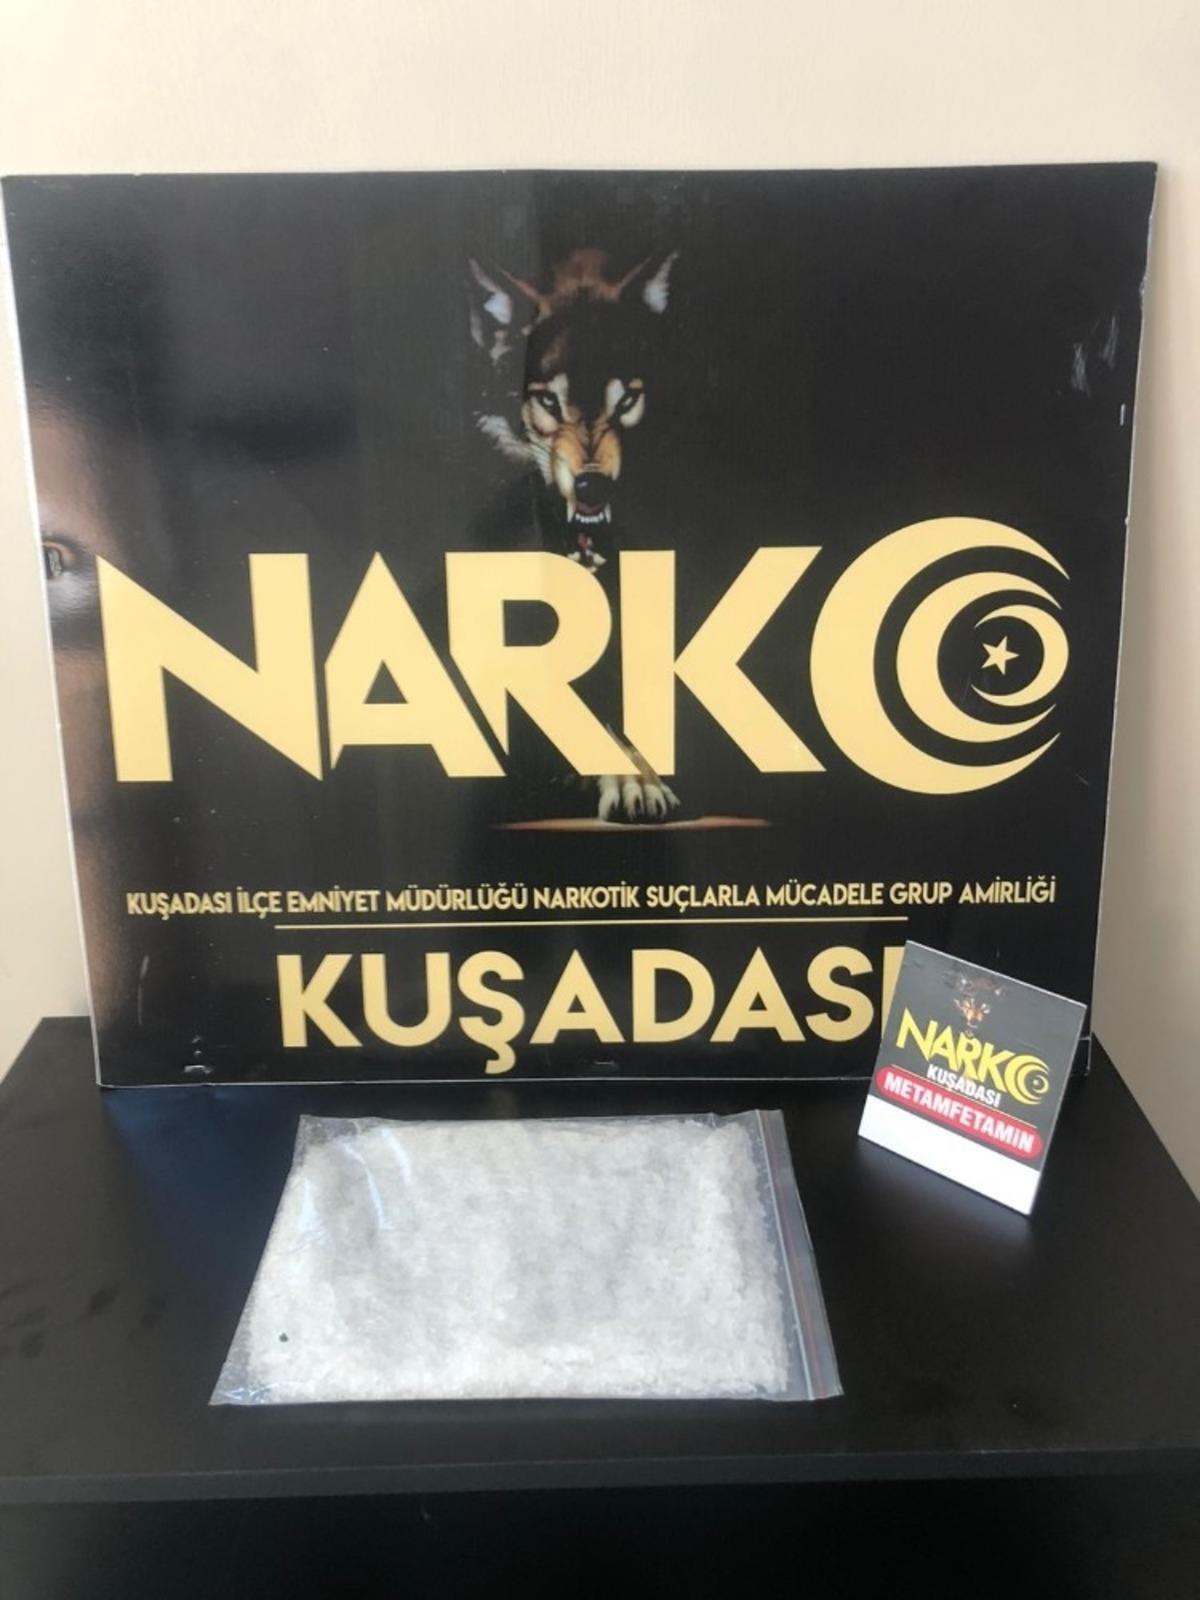 NARKO
KUŞADASI İLÇE EMNİYET MÜDÜRLÜĞÜ NARKOTİK SUÇLARLA MÜCADELE GRUP AMİRLİĞİ
KUŞADASI
NARKO
KUŞADASI
METAMFETAMİN